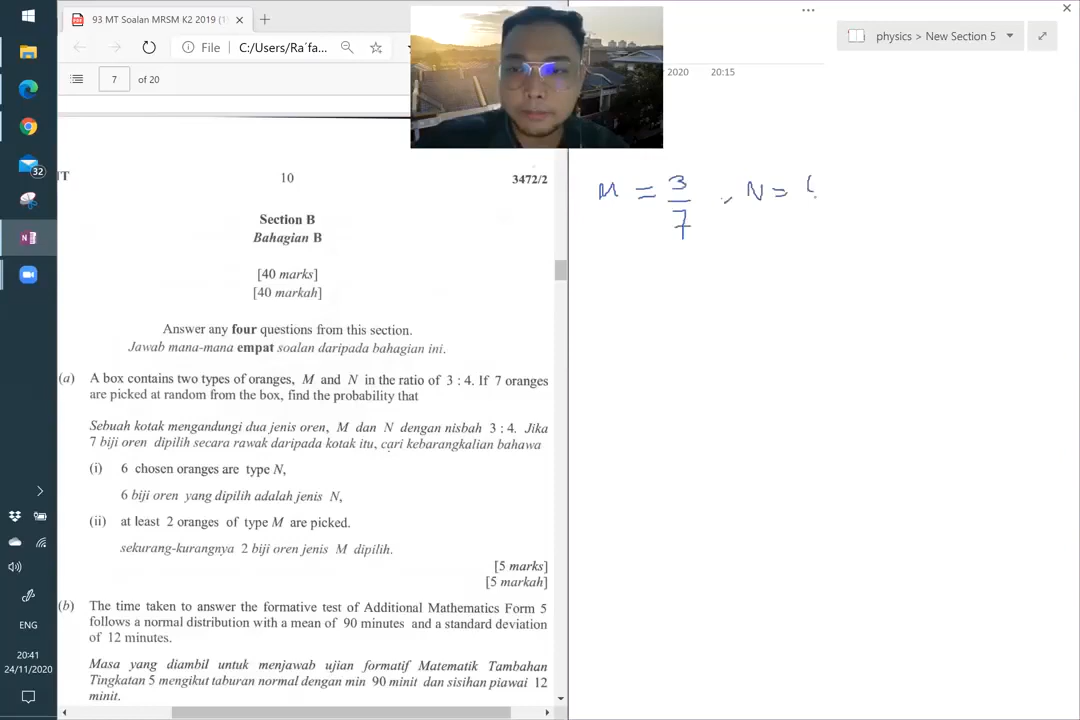 93 MT Soalan MRSM K2 2019 (1
File
C:/Users/Ra´fa...
7 of 20
physics > New Section 5
2020 20:15
TT 10 3472/2
Section B
Bahagian B
[40 marks]
[40 markah]
Answer any four questions from this section.
Jawab mana-mana empat soalan daripada bahagian ini.
(a) A box contains two types of oranges, M and N in the ratio of 3 : 4. If 7 oranges
are picked at random from the box, find the probability that
Sebuah kotak mengandungi dua jenis oren, M dan N dengan nisbah 3 : 4. Jika
7 biji oren dipilih secara rawak daripada kotak itu, cari kebarangkalian bahawa
(i) 6 chosen oranges are type N,
6 biji oren yang dipilih adalah jenis N,
(ii) at least 2 oranges of type M are picked.
sekurang-kurangnya 2 biji oren jenis M dipilih.
[5 marks]
[5 markah]
(b) The time taken to answer the formative test of Additional Mathematics Form 5
follows a normal distribution with a mean of 90 minutes and a standard deviation
of 12 minutes.
Masa yang diambil untuk menjawab ujian formatif Matematik Tambahan
Tingkatan 5 mengikut taburan normal dengan min 90 minit dan sisihan piawai 12
minit.
M = 3/7 , N =
32
ENG
20:41
24/11/2020